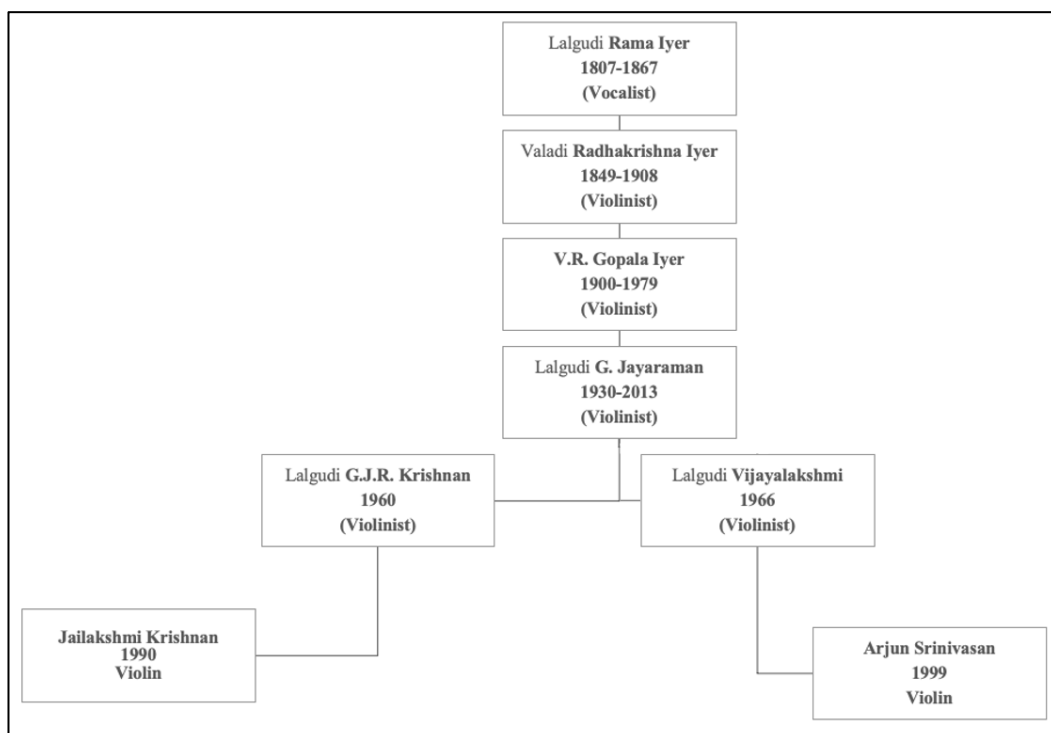 Lalgudi Rama Iyer
1807-1867
(Vocalist)
Valadi Radhakrishna Iyer
1849-1908
(Violinist)
V.R. Gopala Iyer
1900-1979
(Violinist)
Lalgudi G. Jayaraman
1930-2013
(Violinist)
Lalgudi G.J.R. Krishnan
1960
(Violinist)
Lalgudi Vijayalakshmi
1966
(Violinist)
Jailakshmi Krishnan
1990
Violin
Arjun Srinivasan
1999
Violin